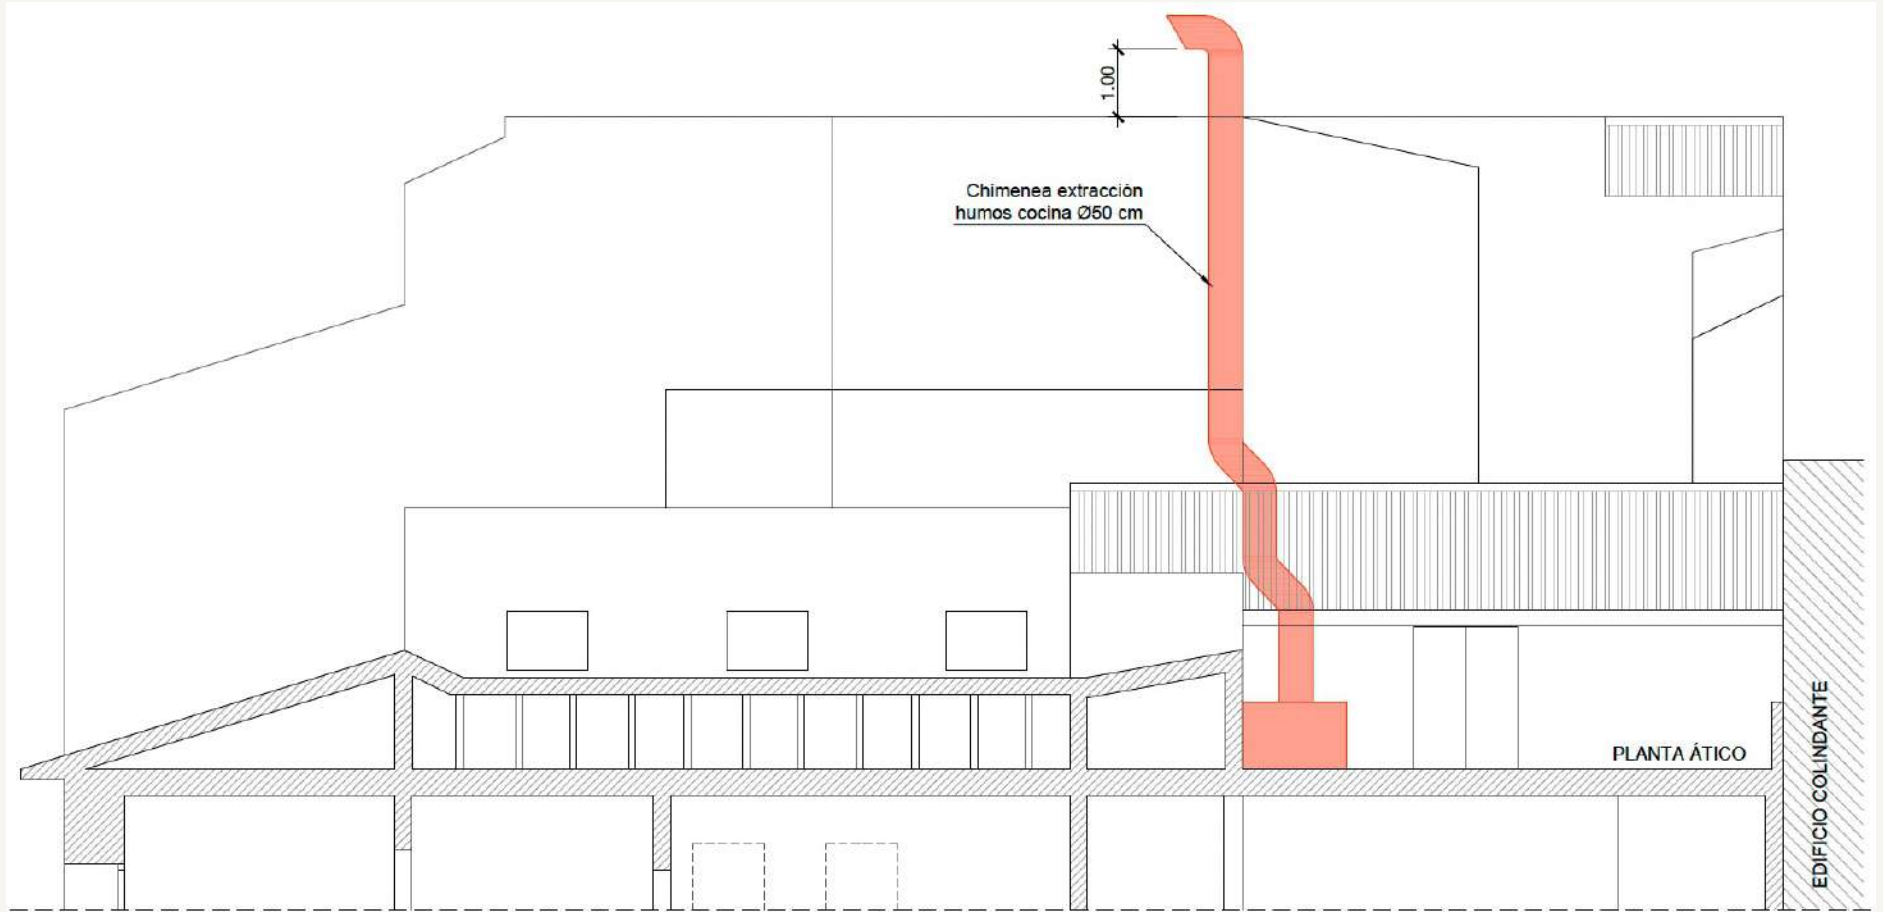 1.00
Chimenea extracción
humos cocina Ø50 cm
PLANTA ÁTICO
EDIFICIO COLINDANTE